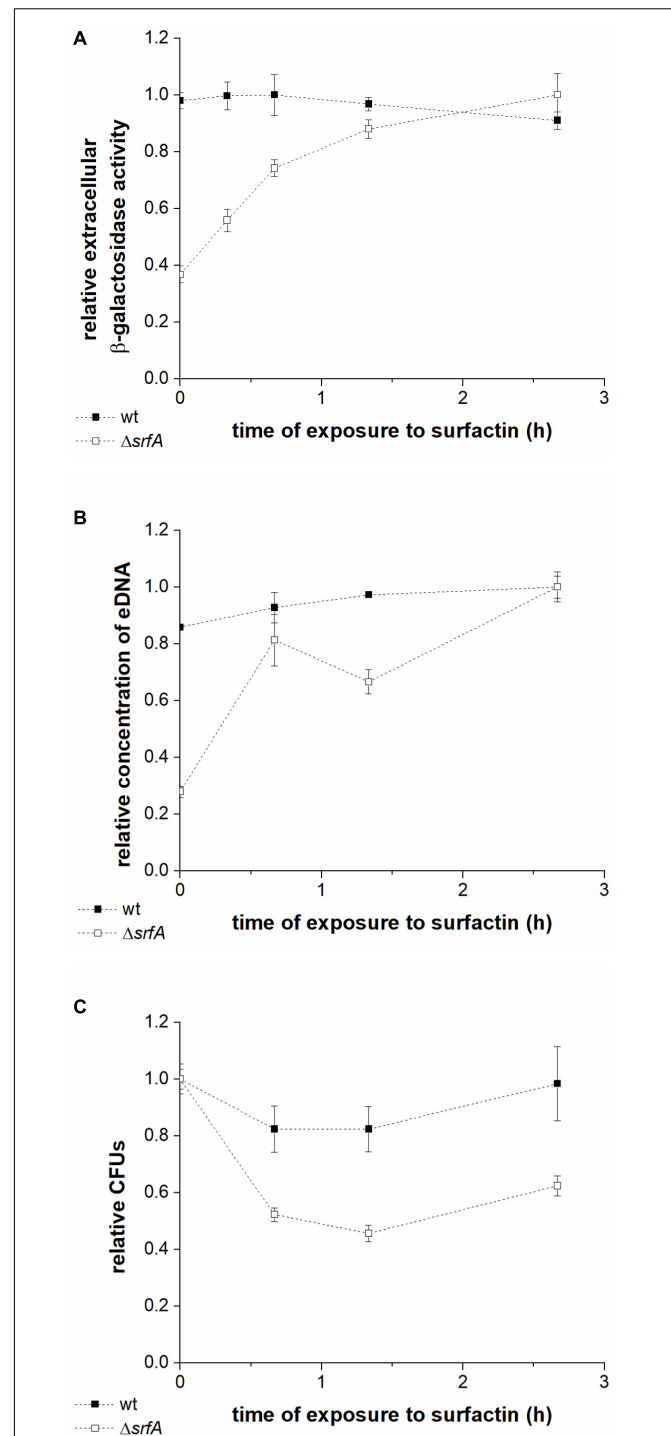 A
1.2
1.0
0.8
0.6
0.4
0.2
0.0
relative extracellular
β-galactosidase activity
0 1 2 3
time of exposure to surfactin (h)
wt
ΔsrfA
B
1.2
1.0
0.8
0.6
0.4
0.2
0.0
relative concentration of eDNA
0 1 2 3
time of exposure to surfactin (h)
wt
ΔsrfA
C
1.2
1.0
0.8
0.6
0.4
0.2
0.0
relative CFUs
0 1 2 3
time of exposure to surfactin (h)
wt
ΔsrfA